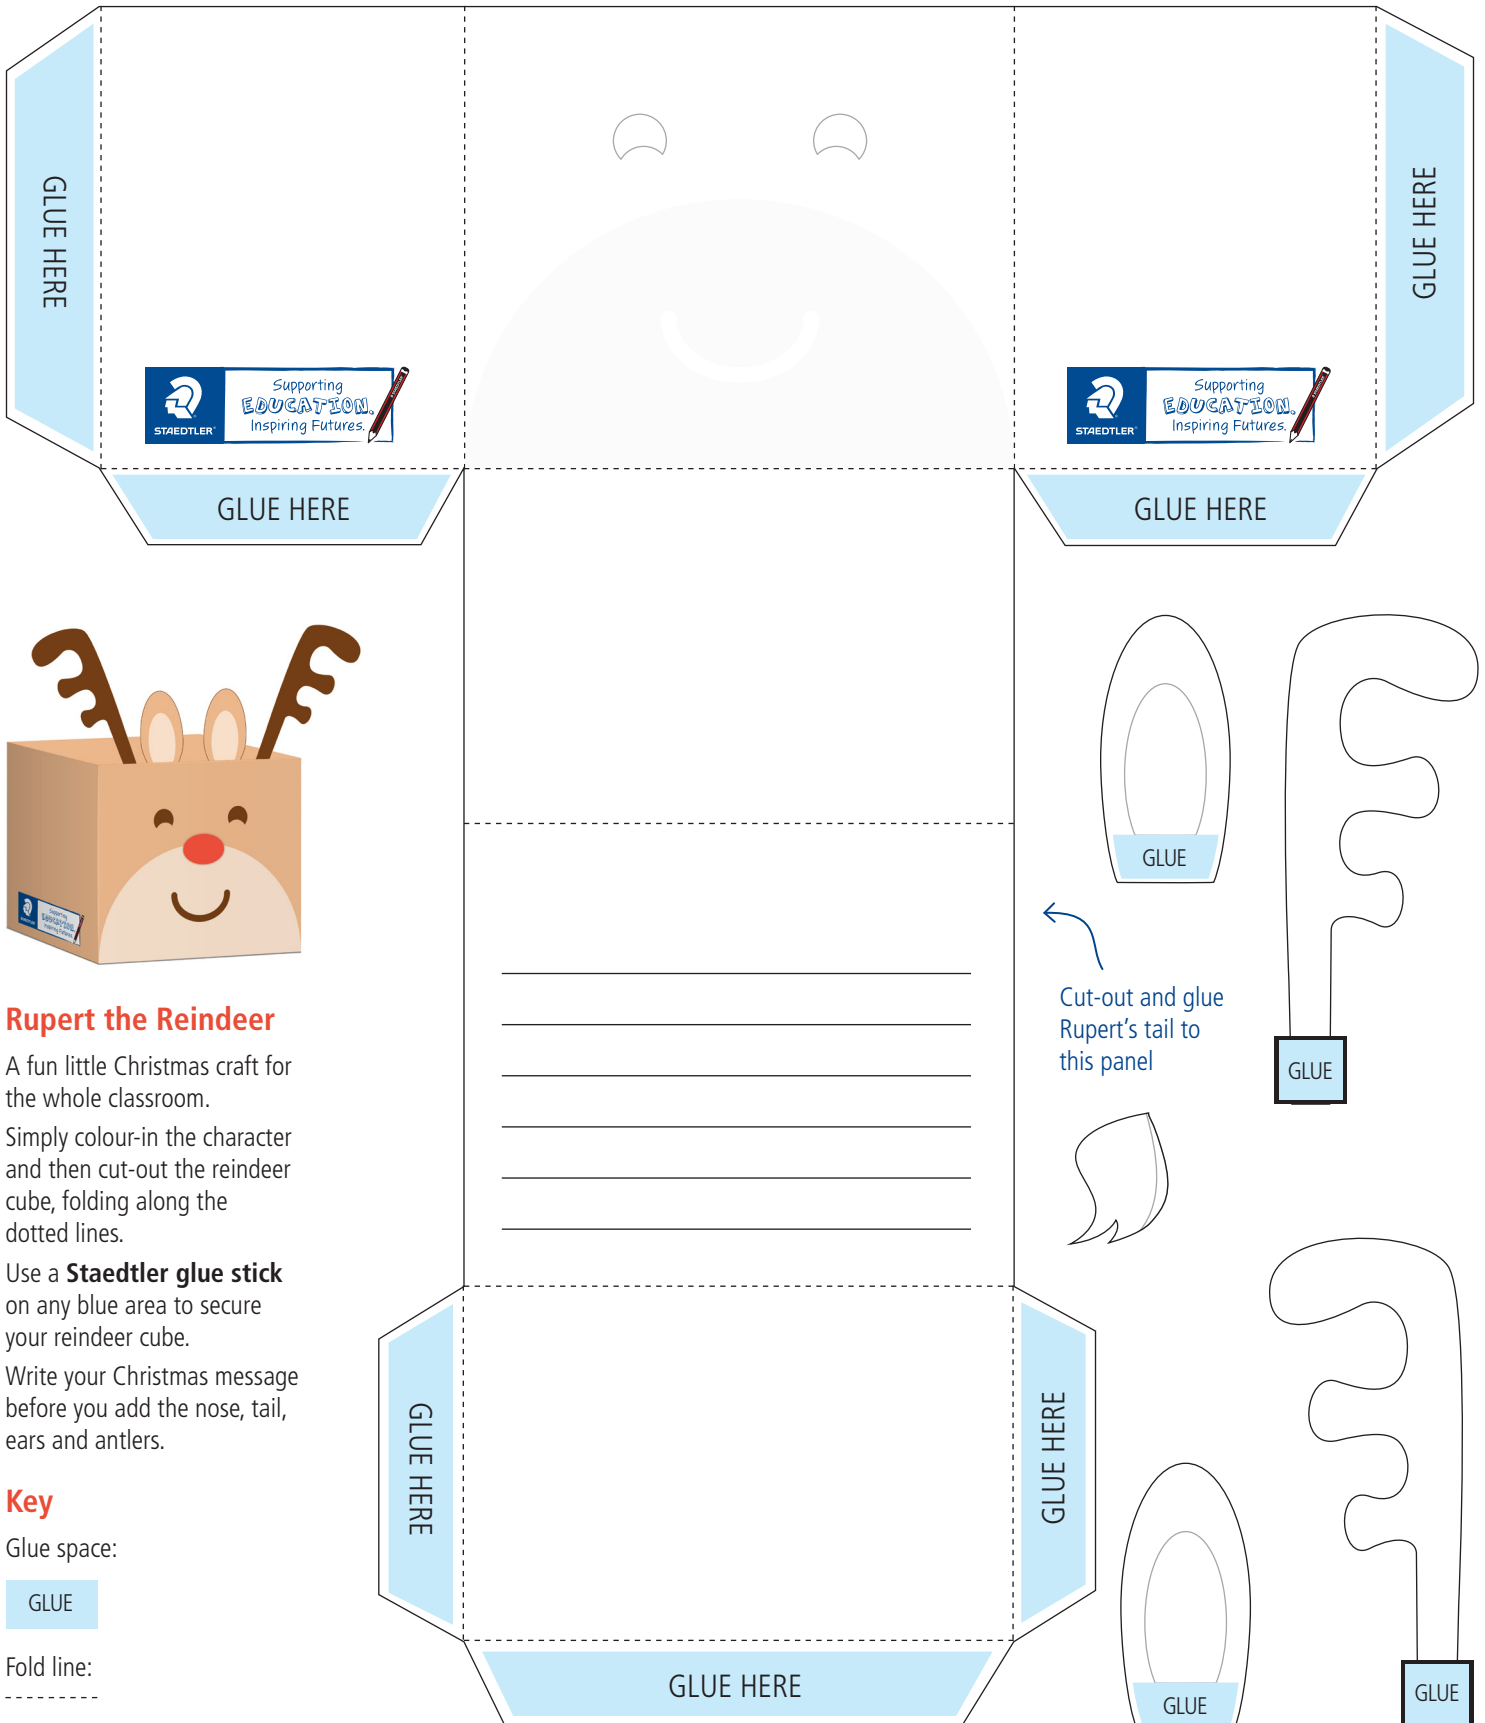 GLUE HERE
GLUE HERE
STAEDTLER
Supporting
EDUCATION.
Inspiring Futures.
STAEDTLER
Supporting
EDUCATION.
Inspiring Futures.
GLUE HERE
GLUE HERE
STAEDTLER
Supporting
EDUCATION.
Inspiring Futures.
Rupert the Reindeer
A fun little Christmas craft for
the whole classroom.
Simply colour-in the character
and then cut-out the reindeer
cube, folding along the
dotted lines.
Use a Staedtler glue stick
on any blue area to secure
your reindeer cube.
Write your Christmas message
before you add the nose, tail,
ears and antlers.
Key
Glue space:
GLUE
Fold line:
GLUE
Cut-out and glue
Rupert’s tail to
this panel
GLUE
GLUE HERE
GLUE HERE
GLUE HERE
GLUE
GLUE